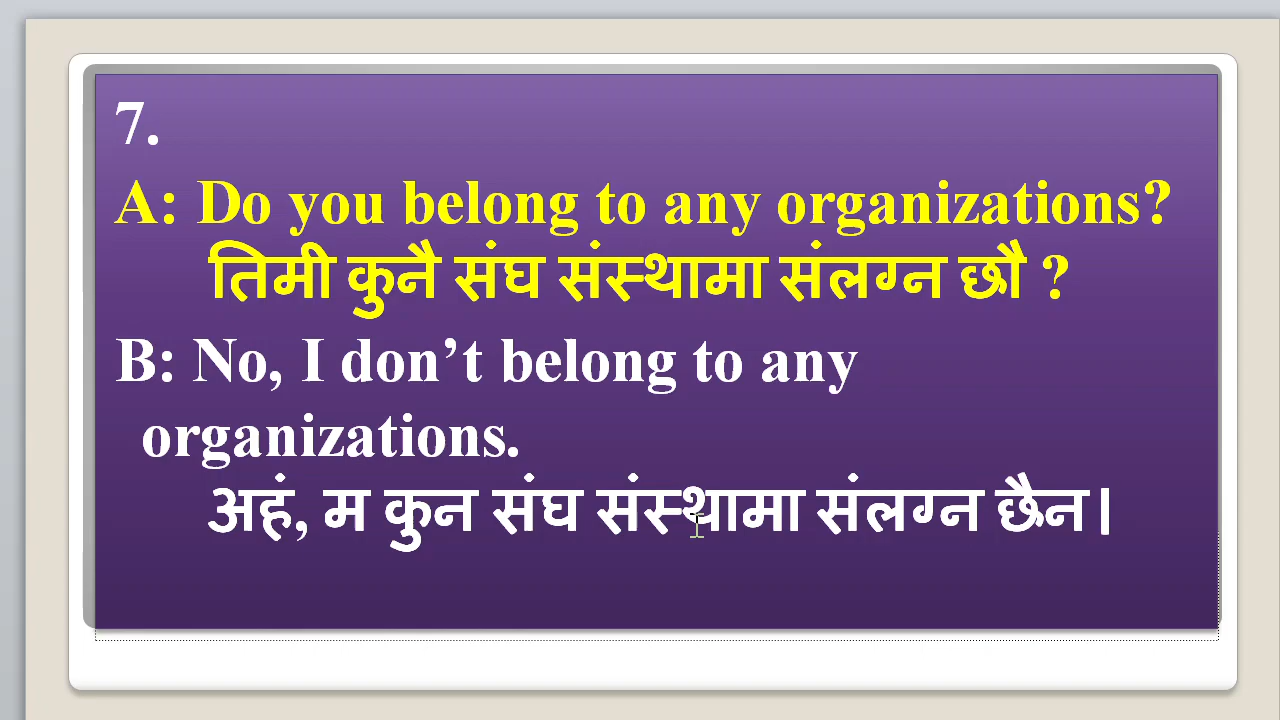 7.
A: Do you belong to any organizations?
तिमी कुनै संघ संस्थामा संलग्न छौ ?
B: No, I don’t belong to any
organizations.
अहं, म कुन संघ संस्थामा संलग्न छैन।